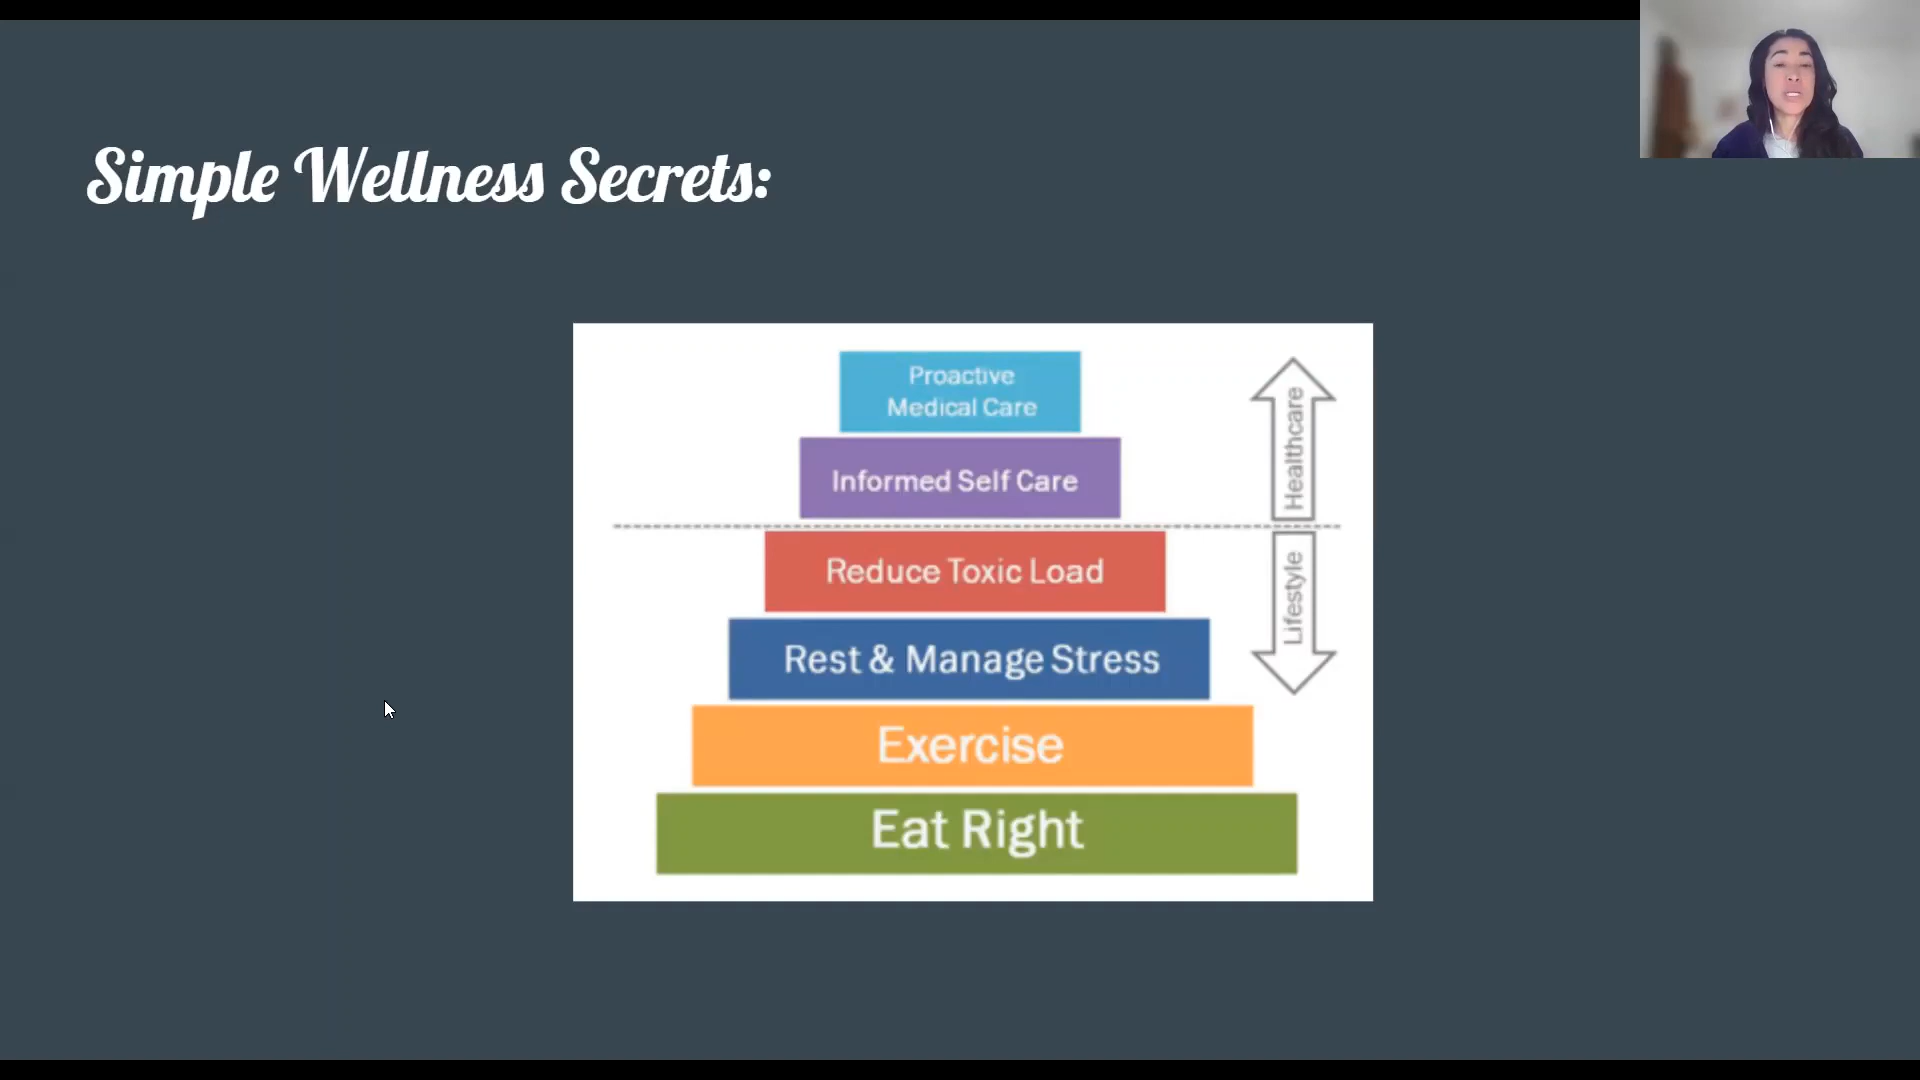 Simple Wellness Secrets:
Proactive
Medical Care
Informed Self Care
Healthcare
Reduce Toxic Load
Lifestyle
Rest & Manage Stress
Exercise
Eat Right